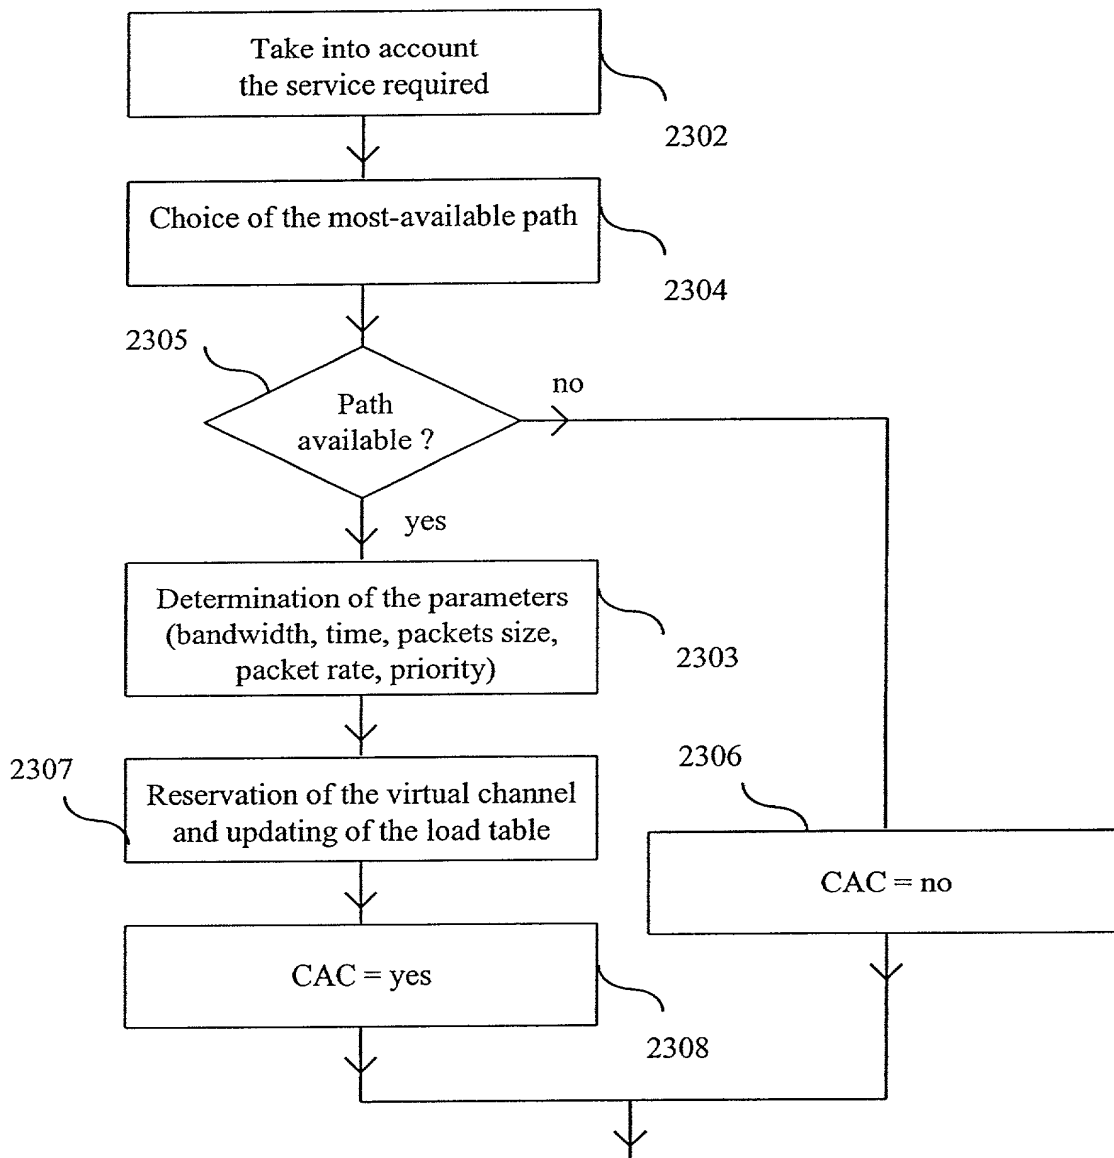 Take into account
the service required
2302
Choice of the most-available path
2304
2305
Path
available ?
no
yes
Determination of the parameters
(bandwidth, time, packets size,
packet rate, priority)
2303
2307
Reservation of the virtual channel
and updating of the load table
2306
CAC = no
CAC = yes
2308